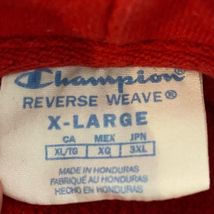 Champion
REVERSE WEAVE®
X-LARGE
CA MEX JPN
XL/TG XG 3XL
MADE IN HONDURAS
FABRIQUÉ AU HONDURAS
HECHO EN HONDURAS